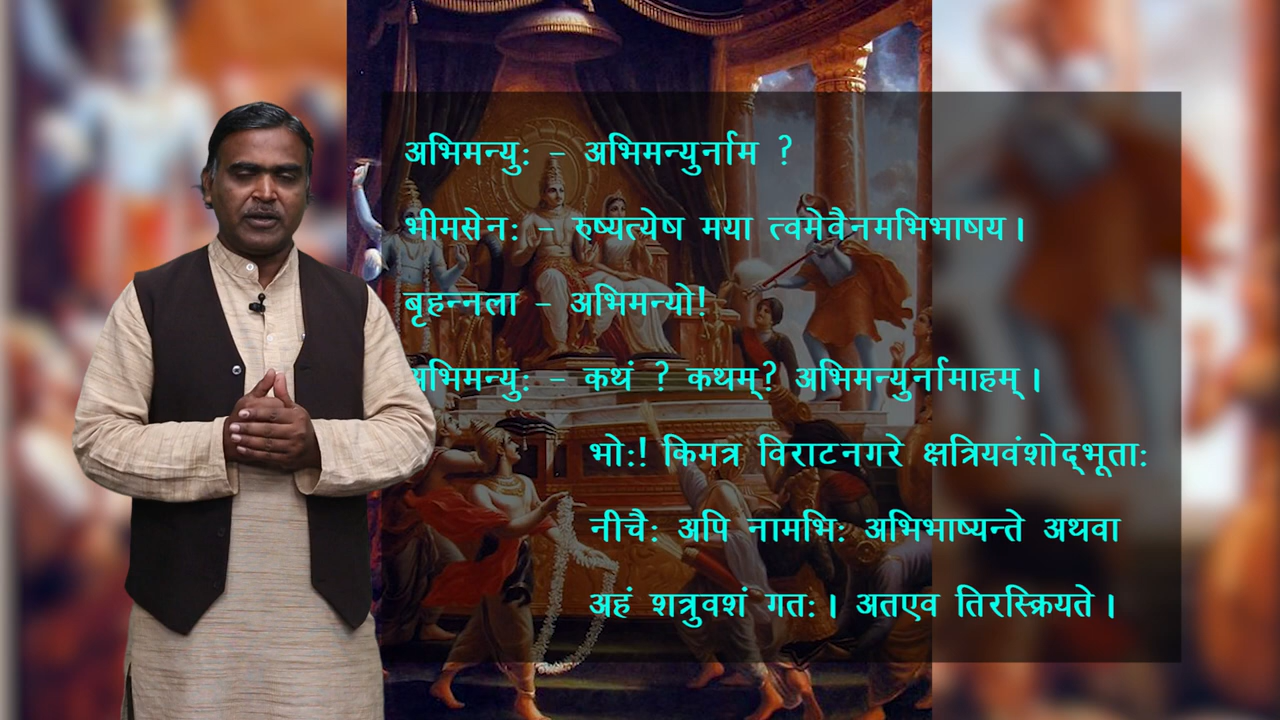 अभिमन्युः – अभिमन्युर्नाम ?
भीमसेनः – रुष्यत्येष मया त्वमेवैनमभिभाषय।
बृहन्नला – अभिमन्यो!
अभिमन्युः – कथं ? कथम्? अभिमन्युर्नामाहम्।
भोः! किमत्र विराटनगरे क्षत्रियवंशोद्भूताः
नीचैः अपि नामभिः अभिभाष्यन्ते अथवा
अहं शत्रुवशं गतः। अतएव तिरस्क्रियते।